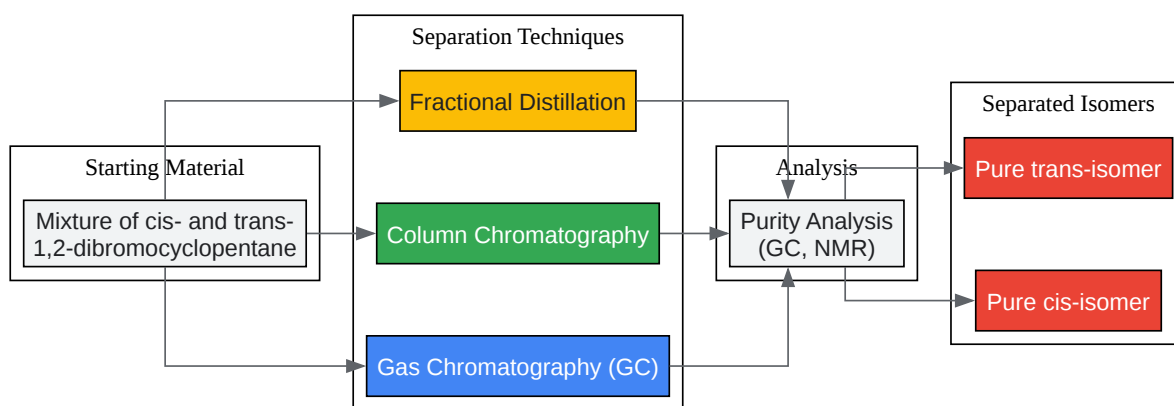 Separation Techniques
Fractional Distillation
Column Chromatography
Gas Chromatography (GC)
Starting Material
Mixture of cis- and trans-
1,2-dibromocyclopentane
Analysis
Purity Analysis
(GC, NMR)
Separated Isomers
Pure trans-isomer
Pure cis-isomer